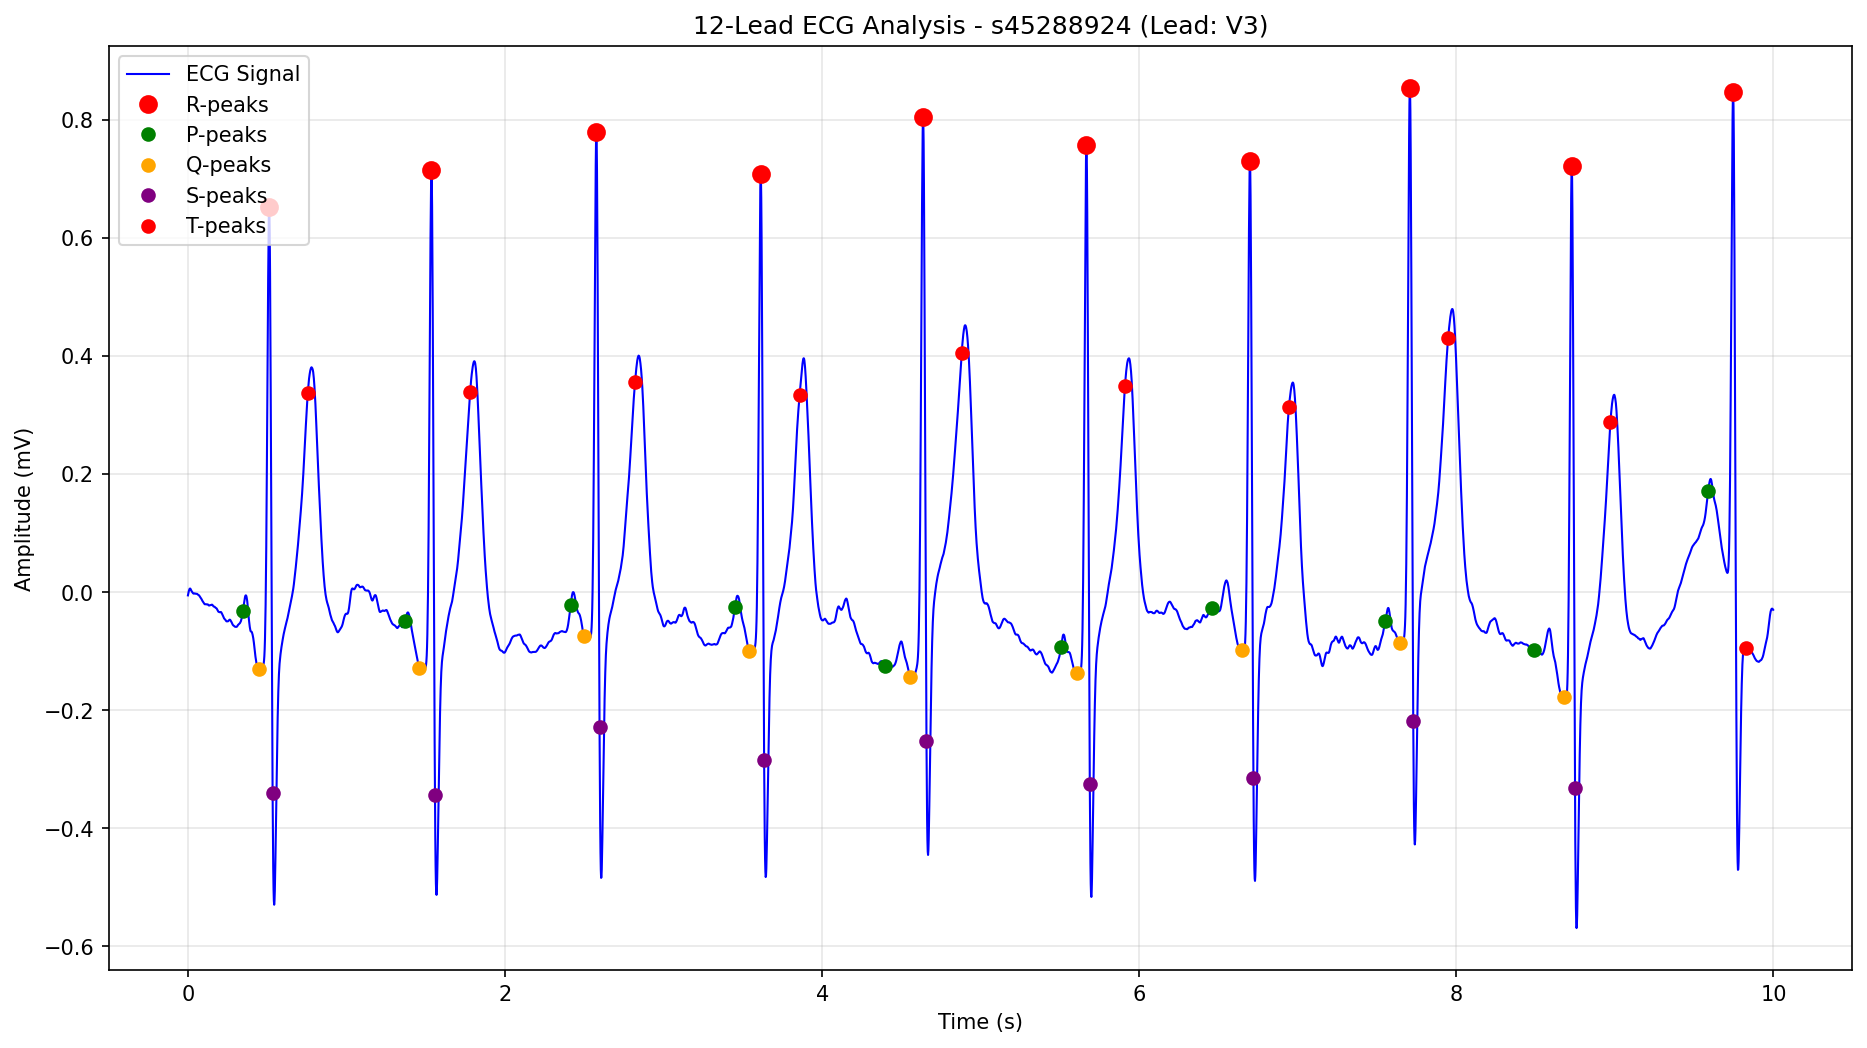 12-Lead ECG Analysis - s45288924 (Lead: V3)
ECG Signal
R-peaks
P-peaks
Q-peaks
S-peaks
T-peaks
Amplitude (mV)
0.8
0.6
0.4
0.2
0.0
−0.2
−0.4
−0.6
0 2 4 6 8 10
Time (s)